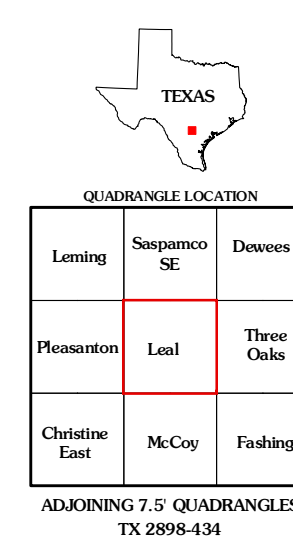 TEXAS
QUADRANGLE LOCATION
Leming
Saspamco
SE
Dewees
Pleasanton
Leal
Three
Oaks
Christine
East
McCoy
Fashing
ADJOINING 7.5' QUADRANGLES
TX 2898-434